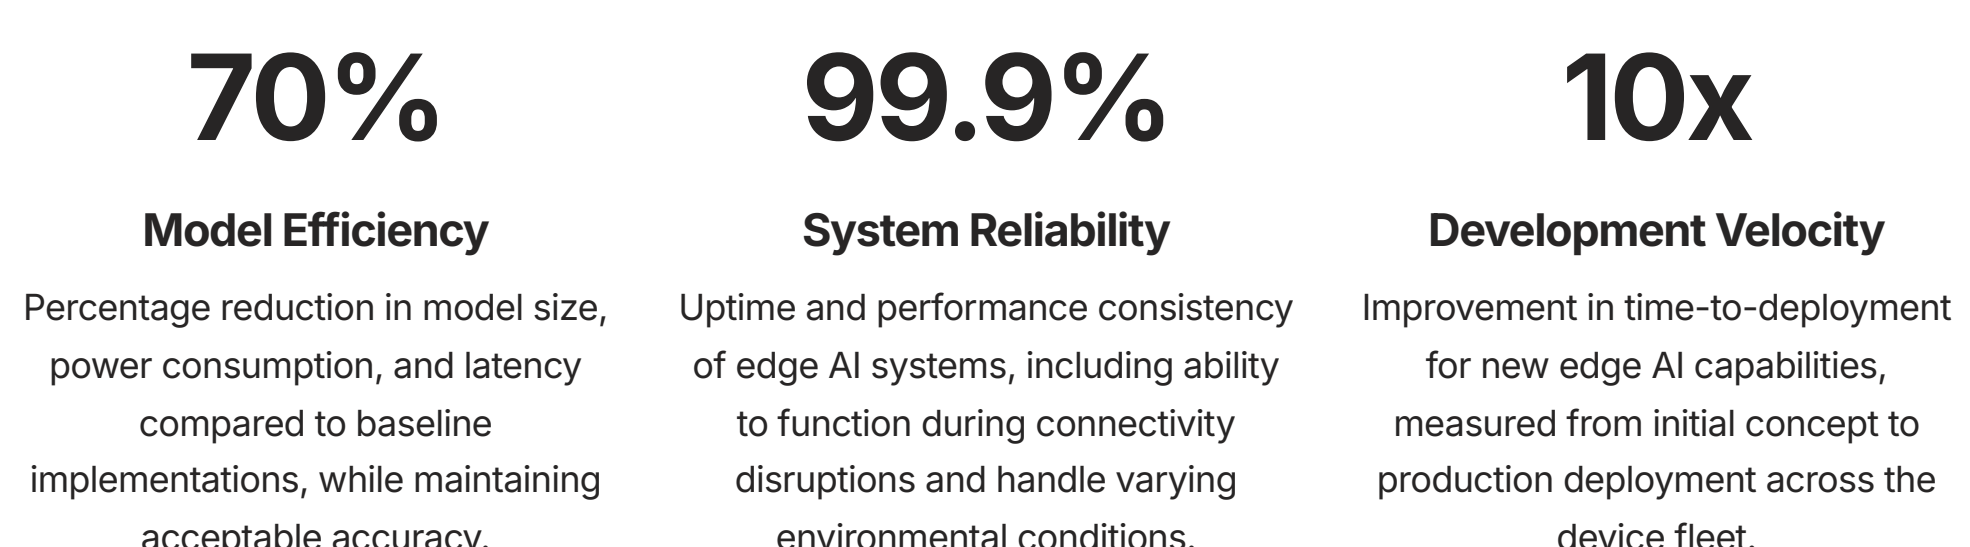 70%
Model Efficiency
Percentage reduction in model size,
power consumption, and latency
compared to baseline
implementations, while maintaining
acceptable accuracy.
99.9%
System Reliability
Uptime and performance consistency
of edge AI systems, including ability
to function during connectivity
disruptions and handle varying
environmental conditions.
10x
Development Velocity
Improvement in time-to-deployment
for new edge AI capabilities,
measured from initial concept to
production deployment across the
device fleet.